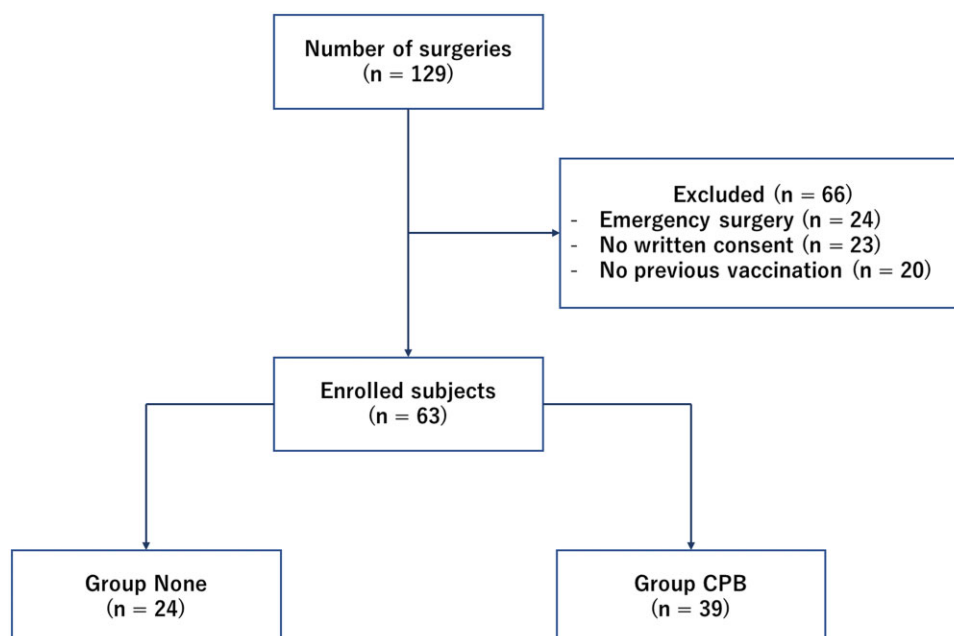 Number of surgeries
(n = 129)
Excluded (n = 66)
- Emergency surgery (n = 24)
- No written consent (n = 23)
- No previous vaccination (n = 20)
Enrolled subjects
(n = 63)
Group None
(n = 24)
Group CPB
(n = 39)